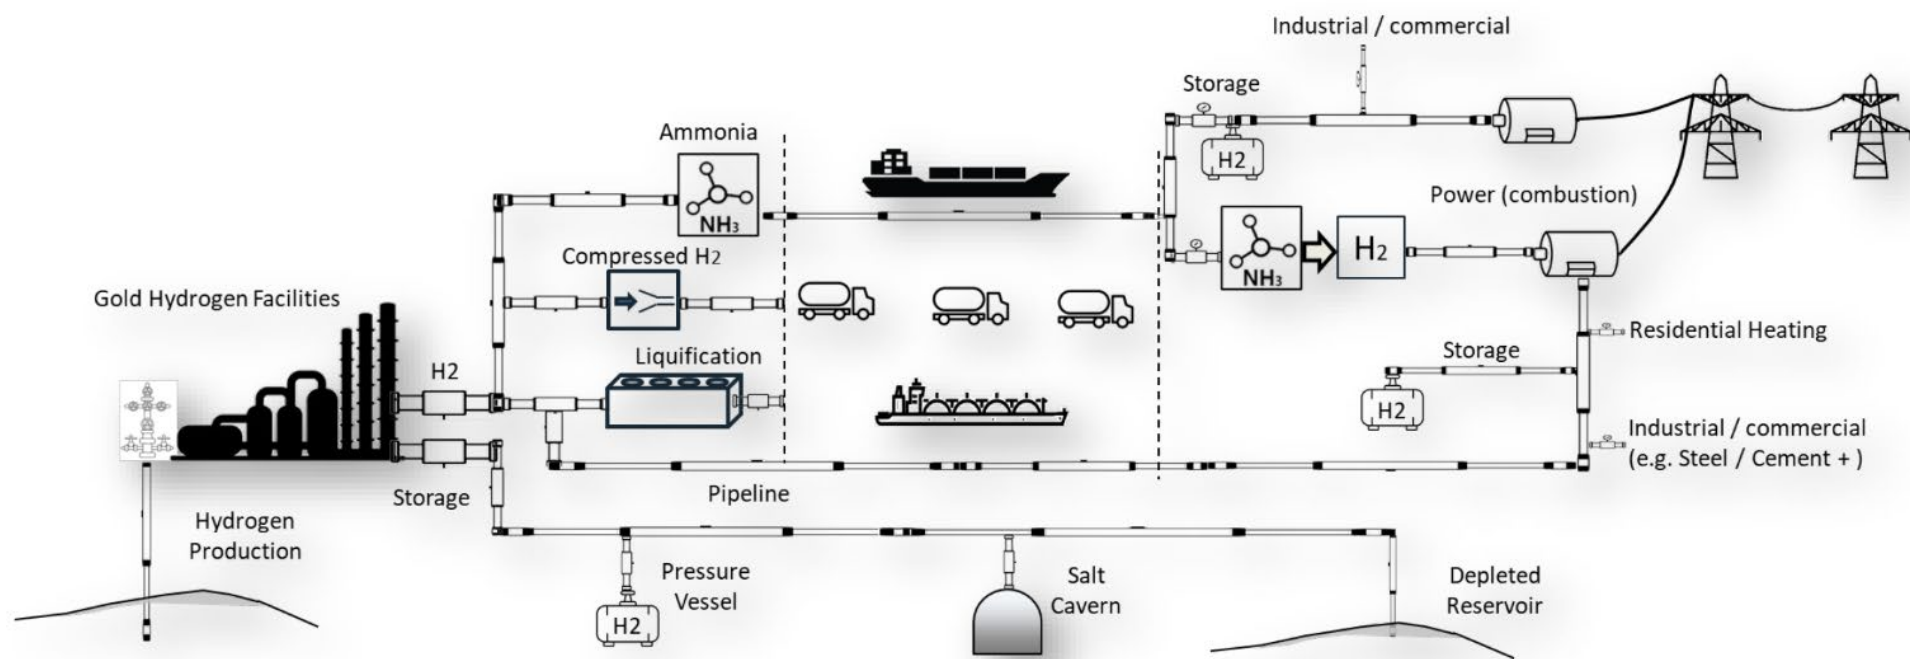 Industrial / commercial
Storage
H2
Ammonia
NH₃
Power (combustion)
NH₃
H₂
Compressed H2
Gold Hydrogen Facilities
Liquification
H2
Residential Heating
Storage
H2
Industrial / commercial
(e.g. Steel / Cement + )
Storage
Pipeline
Hydrogen
Production
Pressure
Vessel
H2
Salt
Cavern
Depleted
Reservoir